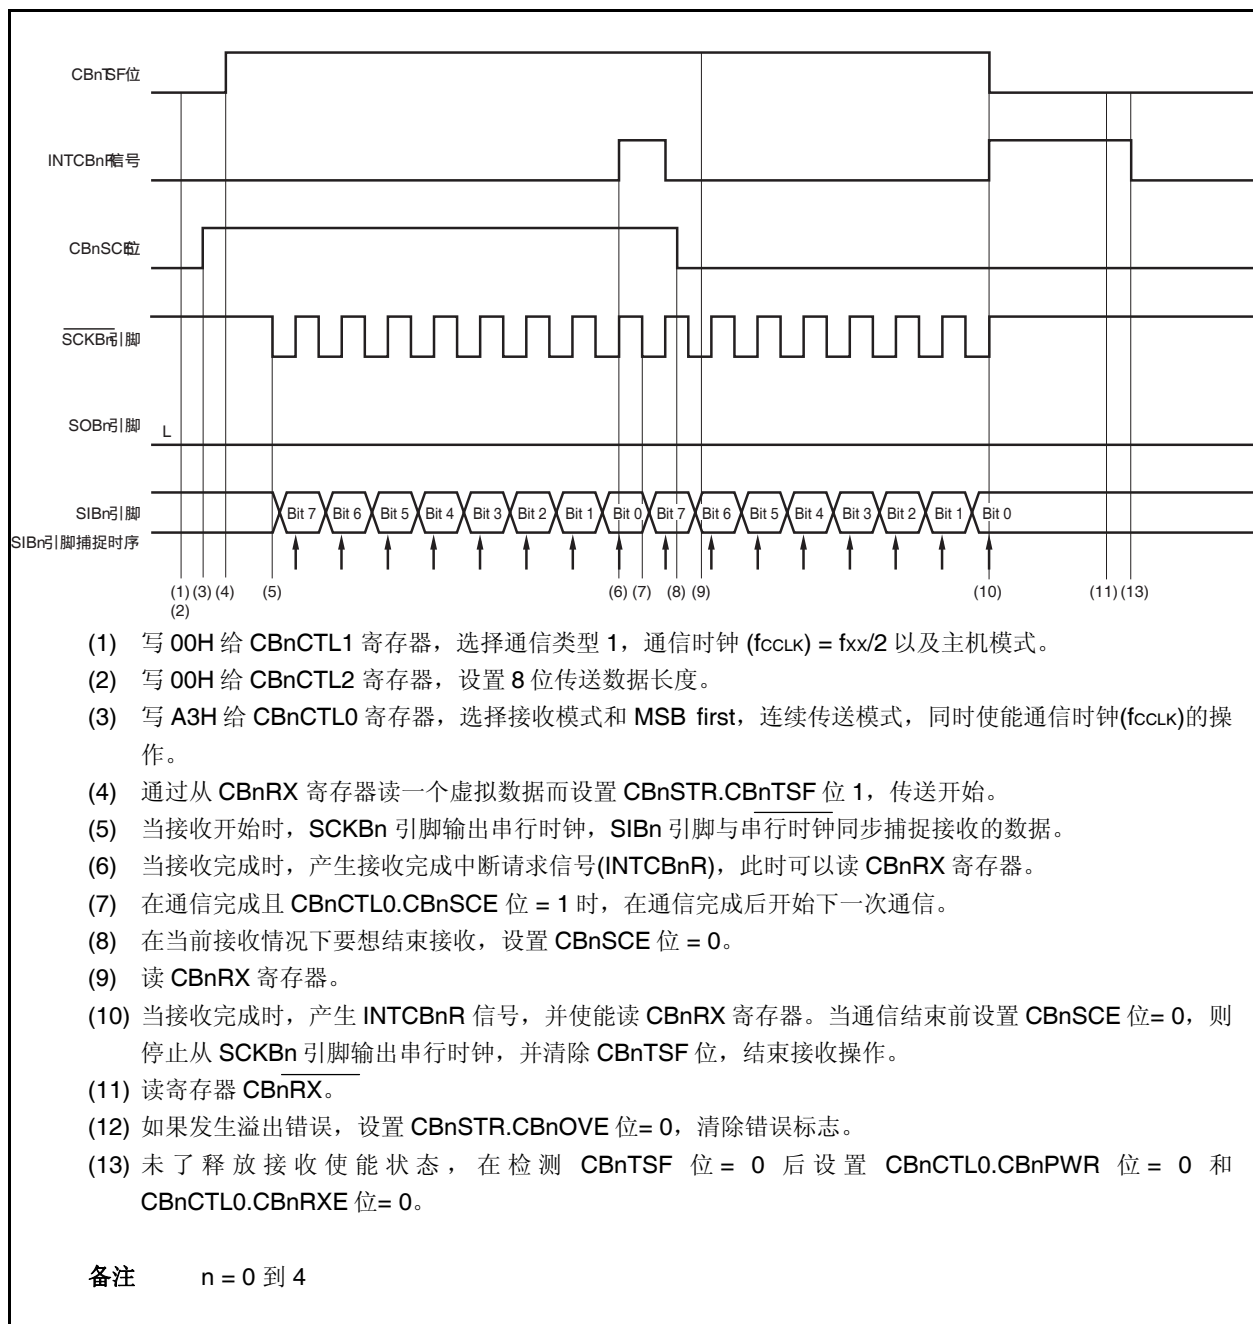 CBnTSF位
INTCBnR信号
CBnSCE位
SCKBn引脚
SOBn引脚 L
SIBn引脚 Bit 7 Bit 6 Bit 5 Bit 4 Bit 3 Bit 2 Bit 1 Bit 0 Bit 7 Bit 6 Bit 5 Bit 4 Bit 3 Bit 2 Bit 1 Bit 0
SIBn引脚捕捉时序
(1) (3) (4) (5) (6) (7) (8) (9) (10) (11) (13)
(2)
(1) 写 00H 给 CBnCTL1 寄存器，选择通信类型 1，通信时钟 (fCCLK) = fXX/2 以及主机模式。
(2) 写 00H 给 CBnCTL2 寄存器，设置 8 位传送数据长度。
(3) 写 A3H 给 CBnCTL0 寄存器，选择接收模式和 MSB first，连续传送模式，同时使能通信时钟(fCCLK)的操
作。
(4) 通过从 CBnRX 寄存器读一个虚拟数据而设置 CBnSTR.CBnTSF 位 1，传送开始。
(5) 当接收开始时，SCKBn 引脚输出串行时钟，SIBn 引脚与串行时钟同步捕捉接收的数据。
(6) 当接收完成时，产生接收完成中断请求信号(INTCBnR)，此时可以读 CBnRX 寄存器。
(7) 在通信完成且 CBnCTL0.CBnSCE 位 = 1 时，在通信完成后开始下一次通信。
(8) 在当前接收情况下要想结束接收，设置 CBnSCE 位 = 0。
(9) 读 CBnRX 寄存器。
(10) 当接收完成时，产生 INTCBnR 信号，并使能读 CBnRX 寄存器。当通信结束前设置 CBnSCE 位= 0，则
停止从 SCKBn 引脚输出串行时钟，并清除 CBnTSF 位，结束接收操作。
(11) 读寄存器 CBnRX。
(12) 如果发生溢出错误，设置 CBnSTR.CBnOVE 位= 0，清除错误标志。
(13) 未了释放接收使能状态，在检测 CBnTSF 位= 0 后设置 CBnCTL0.CBnPWR 位= 0 和
CBnCTL0.CBnRXE 位= 0。
备注 n = 0 到 4